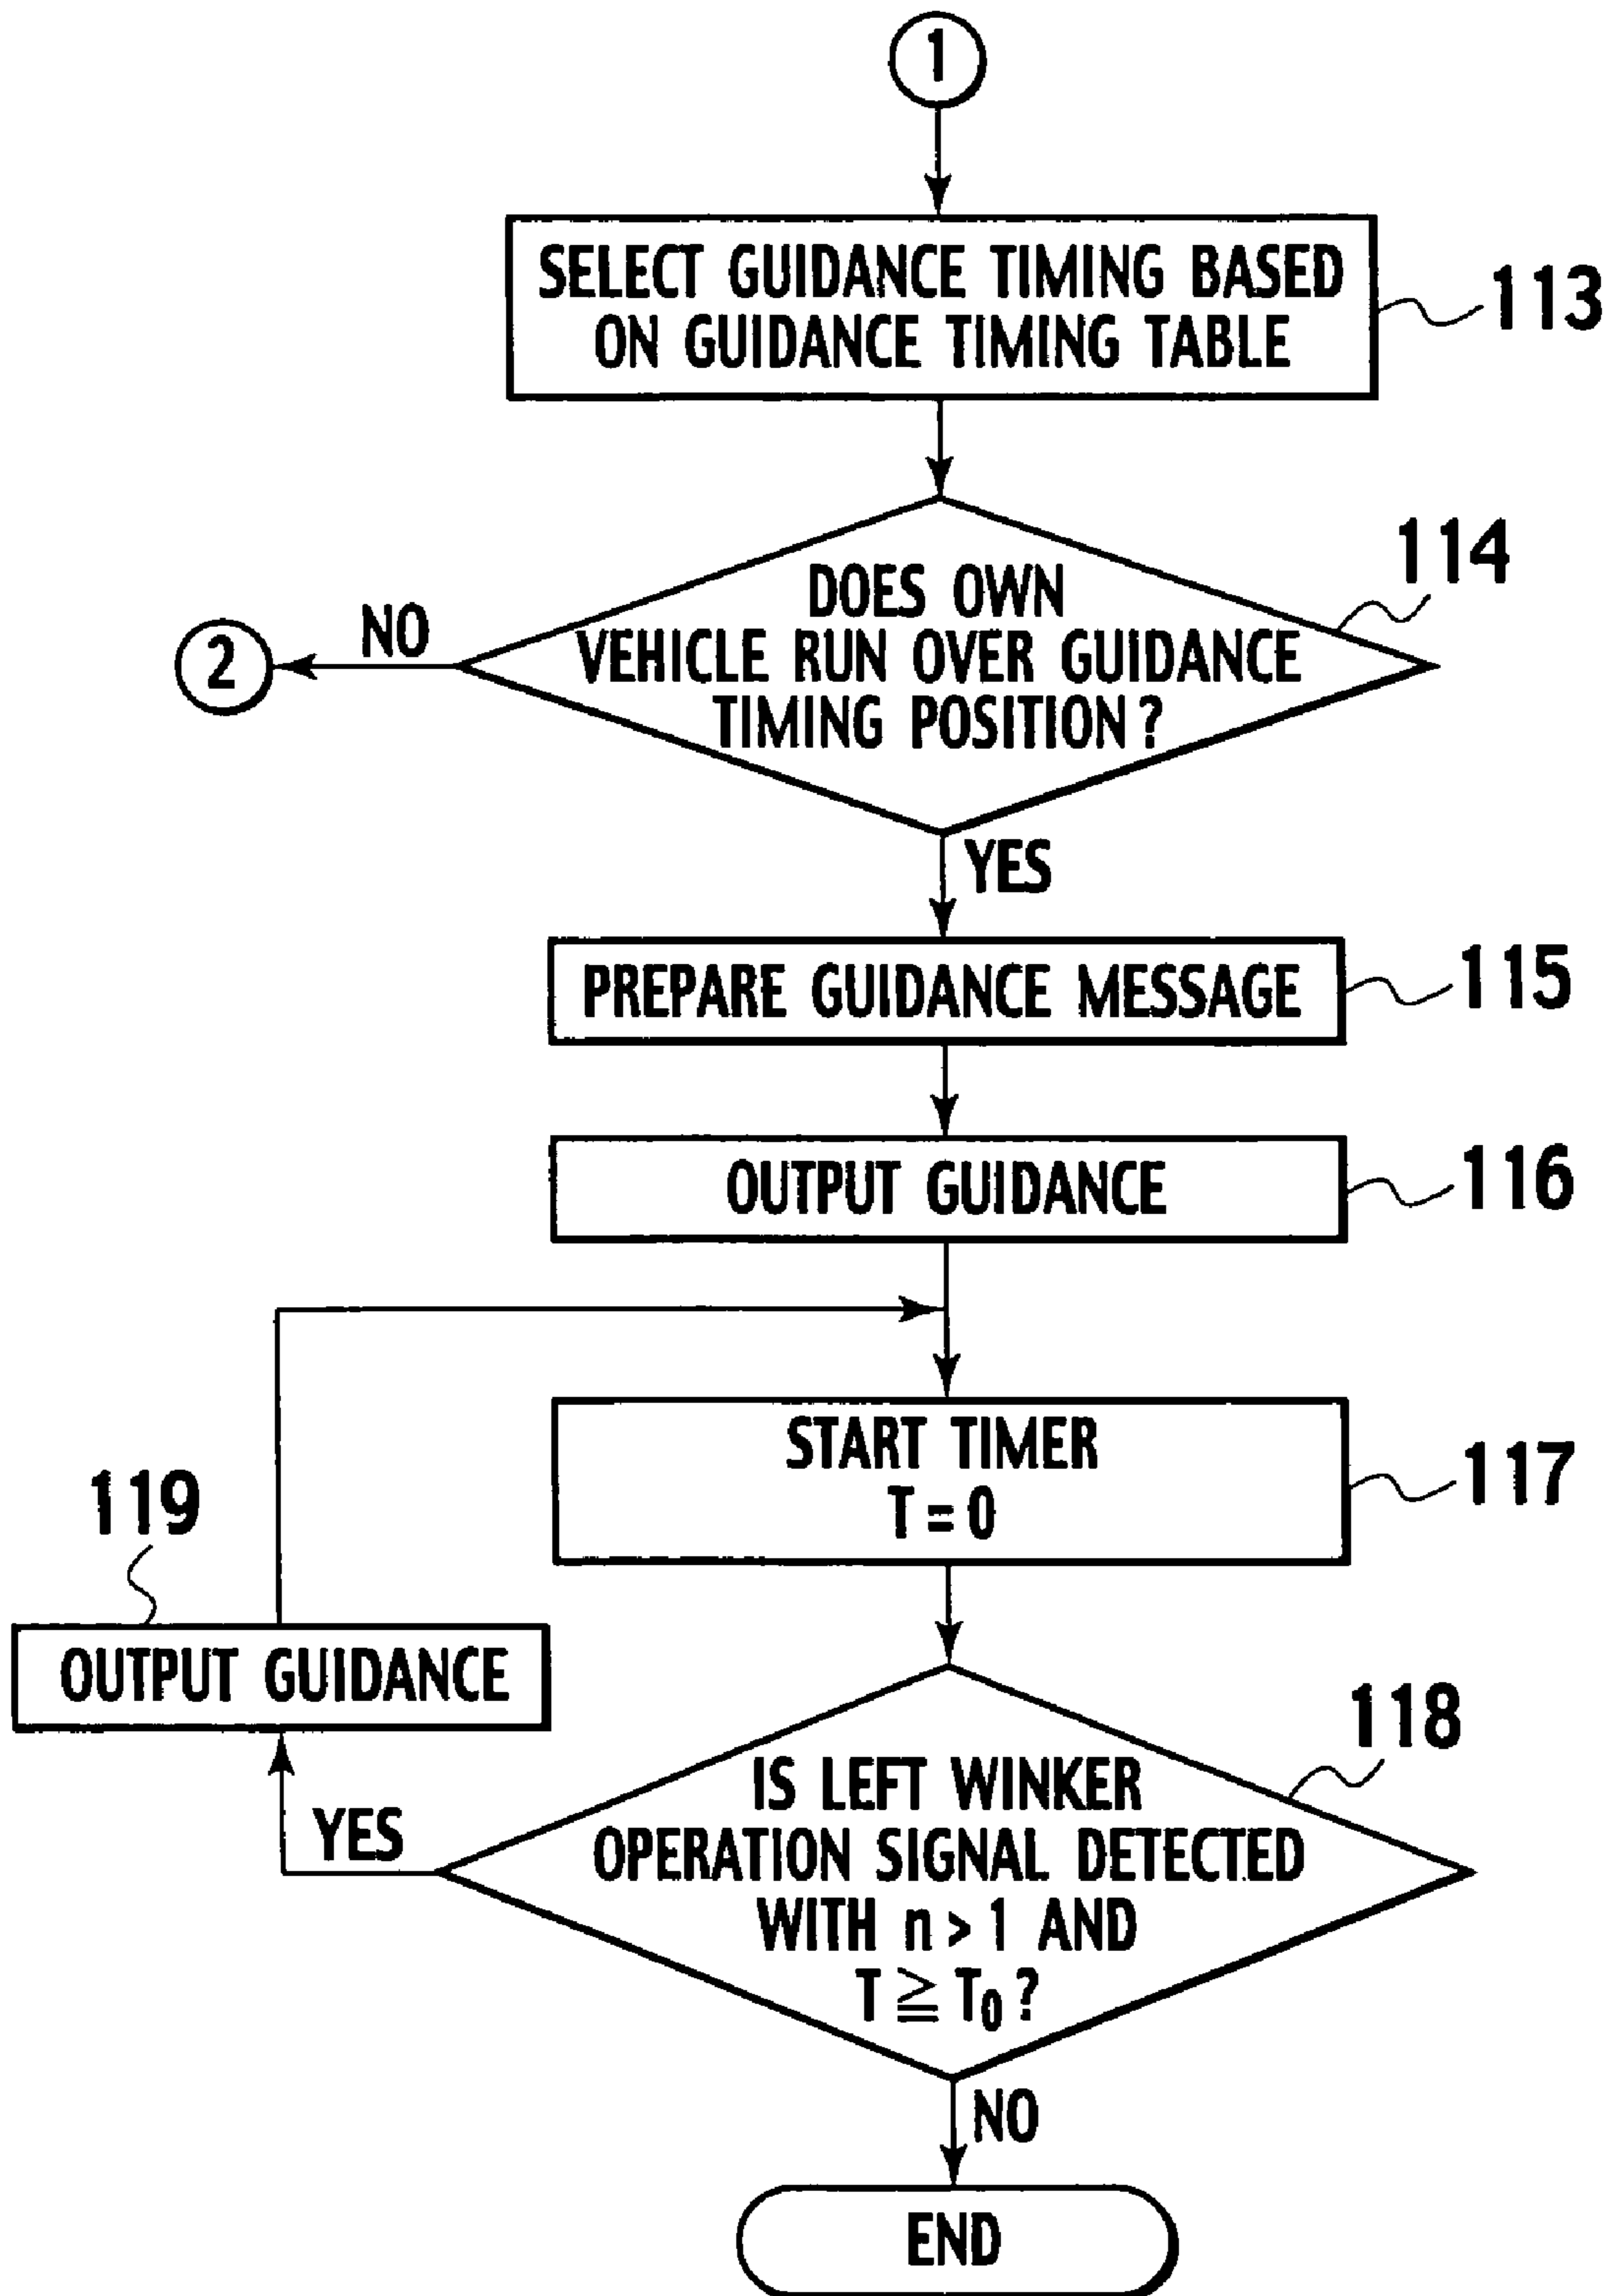 1
SELECT GUIDANCE TIMING BASED
ON GUIDANCE TIMING TABLE
113
DOES OWN
VEHICLE RUN OVER GUIDANCE
TIMING POSITION?
114
NO
2
YES
PREPARE GUIDANCE MESSAGE
115
OUTPUT GUIDANCE
116
START TIMER
T = 0
117
119
OUTPUT GUIDANCE
IS LEFT WINKER
OPERATION SIGNAL DETECTED
WITH n > 1 AND
T ≧ T₀?
118
YES
NO
END